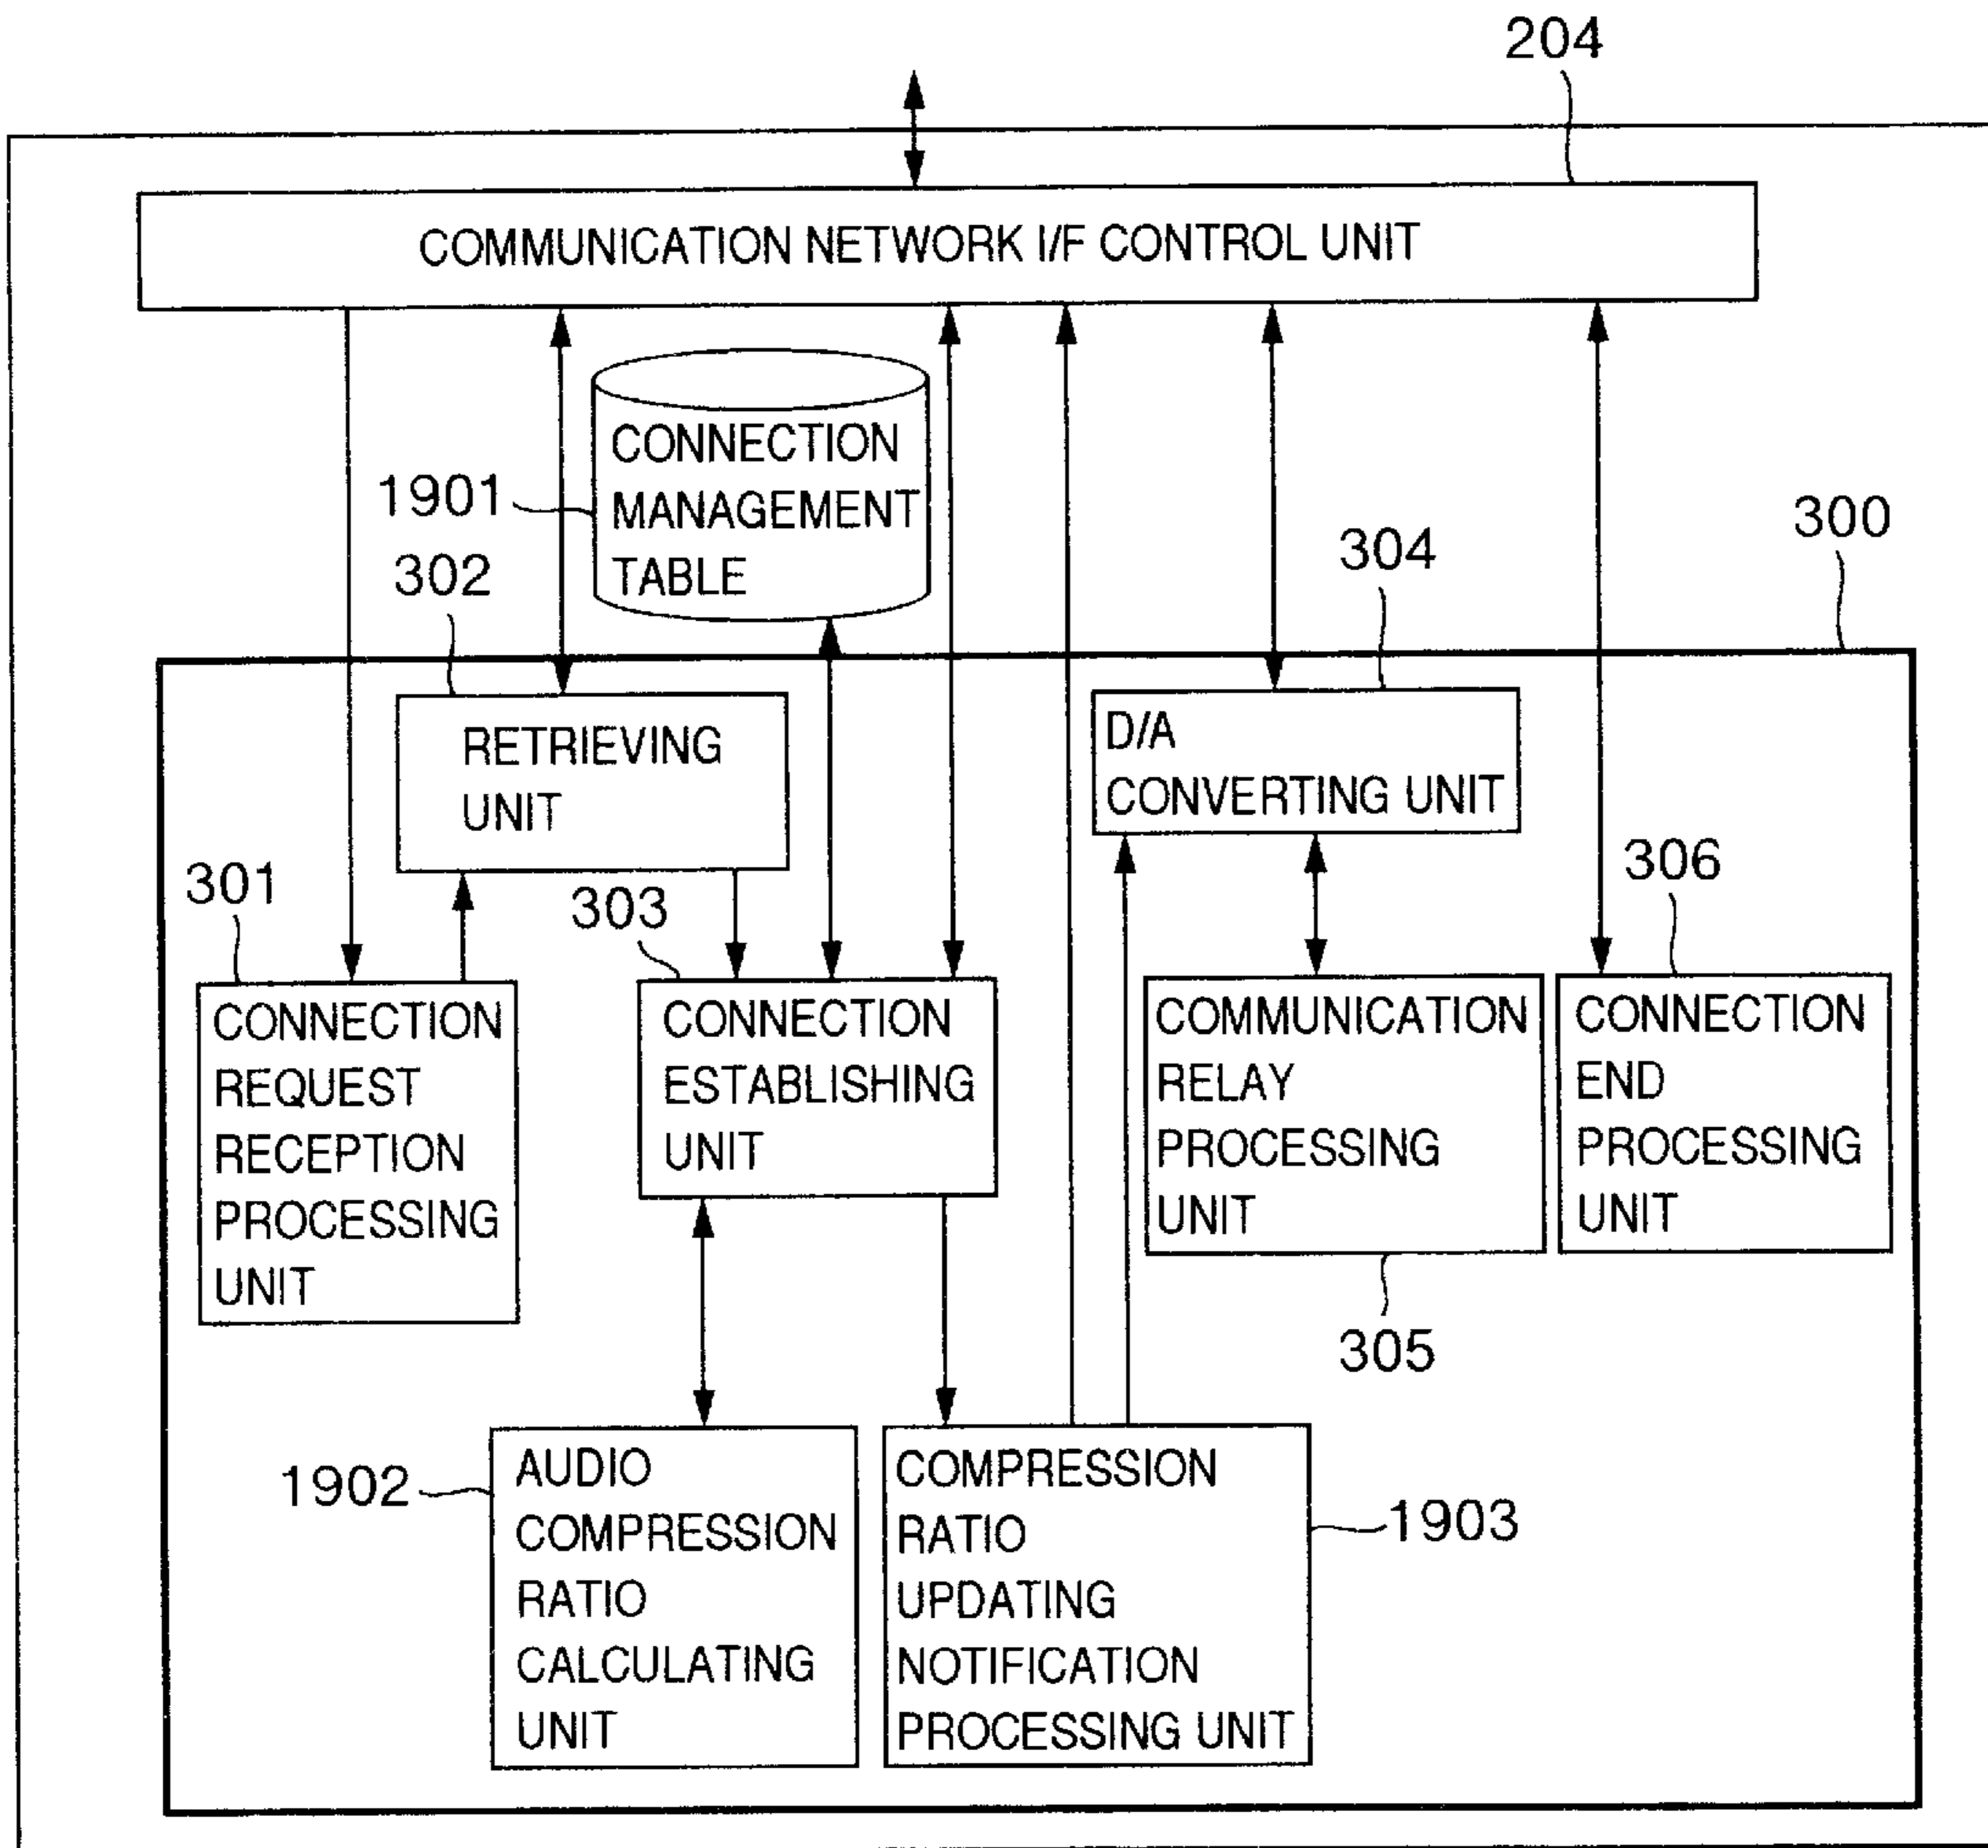 204
COMMUNICATION NETWORK I/F CONTROL UNIT
CONNECTION
MANAGEMENT
TABLE
1901
302
304
300
RETRIEVING
UNIT
D/A
CONVERTING UNIT
301
303
306
CONNECTION
REQUEST
RECEPTION
PROCESSING
UNIT
CONNECTION
ESTABLISHING
UNIT
COMMUNICATION
RELAY
PROCESSING
UNIT
CONNECTION
END
PROCESSING
UNIT
305
1902
AUDIO
COMPRESSION
RATIO
CALCULATING
UNIT
COMPRESSION
RATIO
UPDATING
NOTIFICATION
PROCESSING UNIT
1903